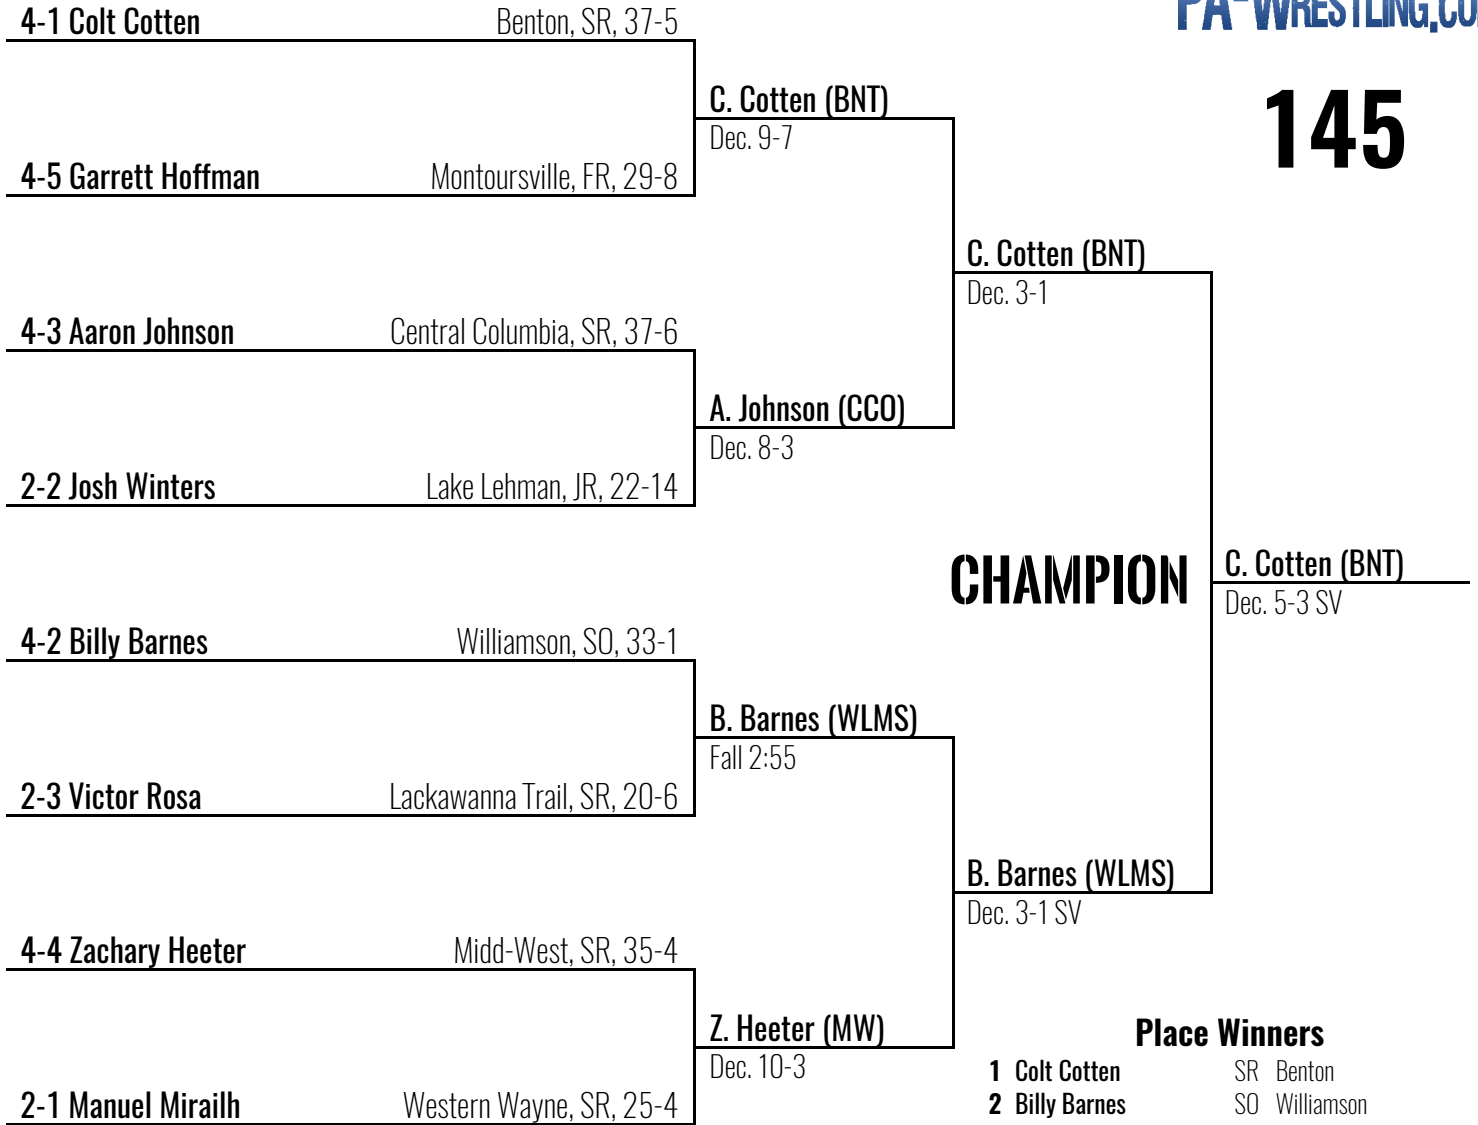 4-1 Colt Cotten Benton, SR, 37-5
PA-WRESTLING.CO
145
C. Cotten (BNT)
Dec. 9-7
4-5 Garrett Hoffman Montoursville, FR, 29-8
C. Cotten (BNT)
Dec. 3-1
4-3 Aaron Johnson Central Columbia, SR, 37-6
A. Johnson (CCO)
Dec. 8-3
2-2 Josh Winters Lake Lehman, JR, 22-14
CHAMPION
C. Cotten (BNT)
Dec. 5-3 SV
4-2 Billy Barnes Williamson, SO, 33-1
B. Barnes (WLMS)
Fall 2:55
2-3 Victor Rosa Lackawanna Trail, SR, 20-6
B. Barnes (WLMS)
Dec. 3-1 SV
4-4 Zachary Heeter Midd-West, SR, 35-4
Z. Heeter (MW)
Dec. 10-3
2-1 Manuel Mirailh Western Wayne, SR, 25-4
Place Winners
1 Colt Cotten SR Benton
2 Billy Barnes SO Williamson